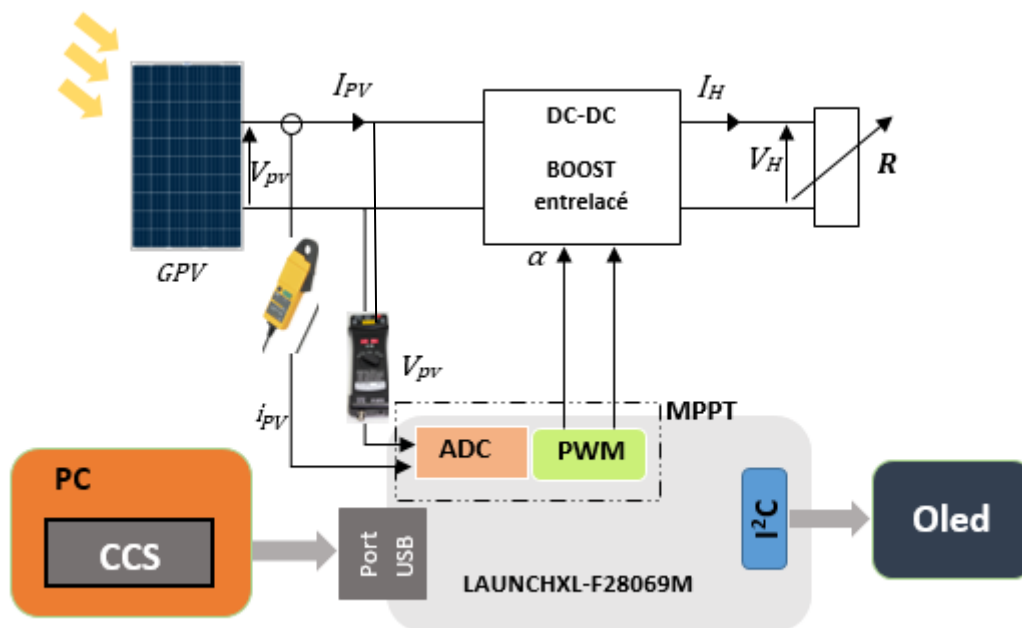 I_PV
I_H
DC-DC
BOOST
entrelacé
V_pv
V_H
R
GPV
α
V_pv
i_PV
MPPT
ADC
PWM
PC
CCS
Port
USB
I²C
Oled
LAUNCHXL-F28069M